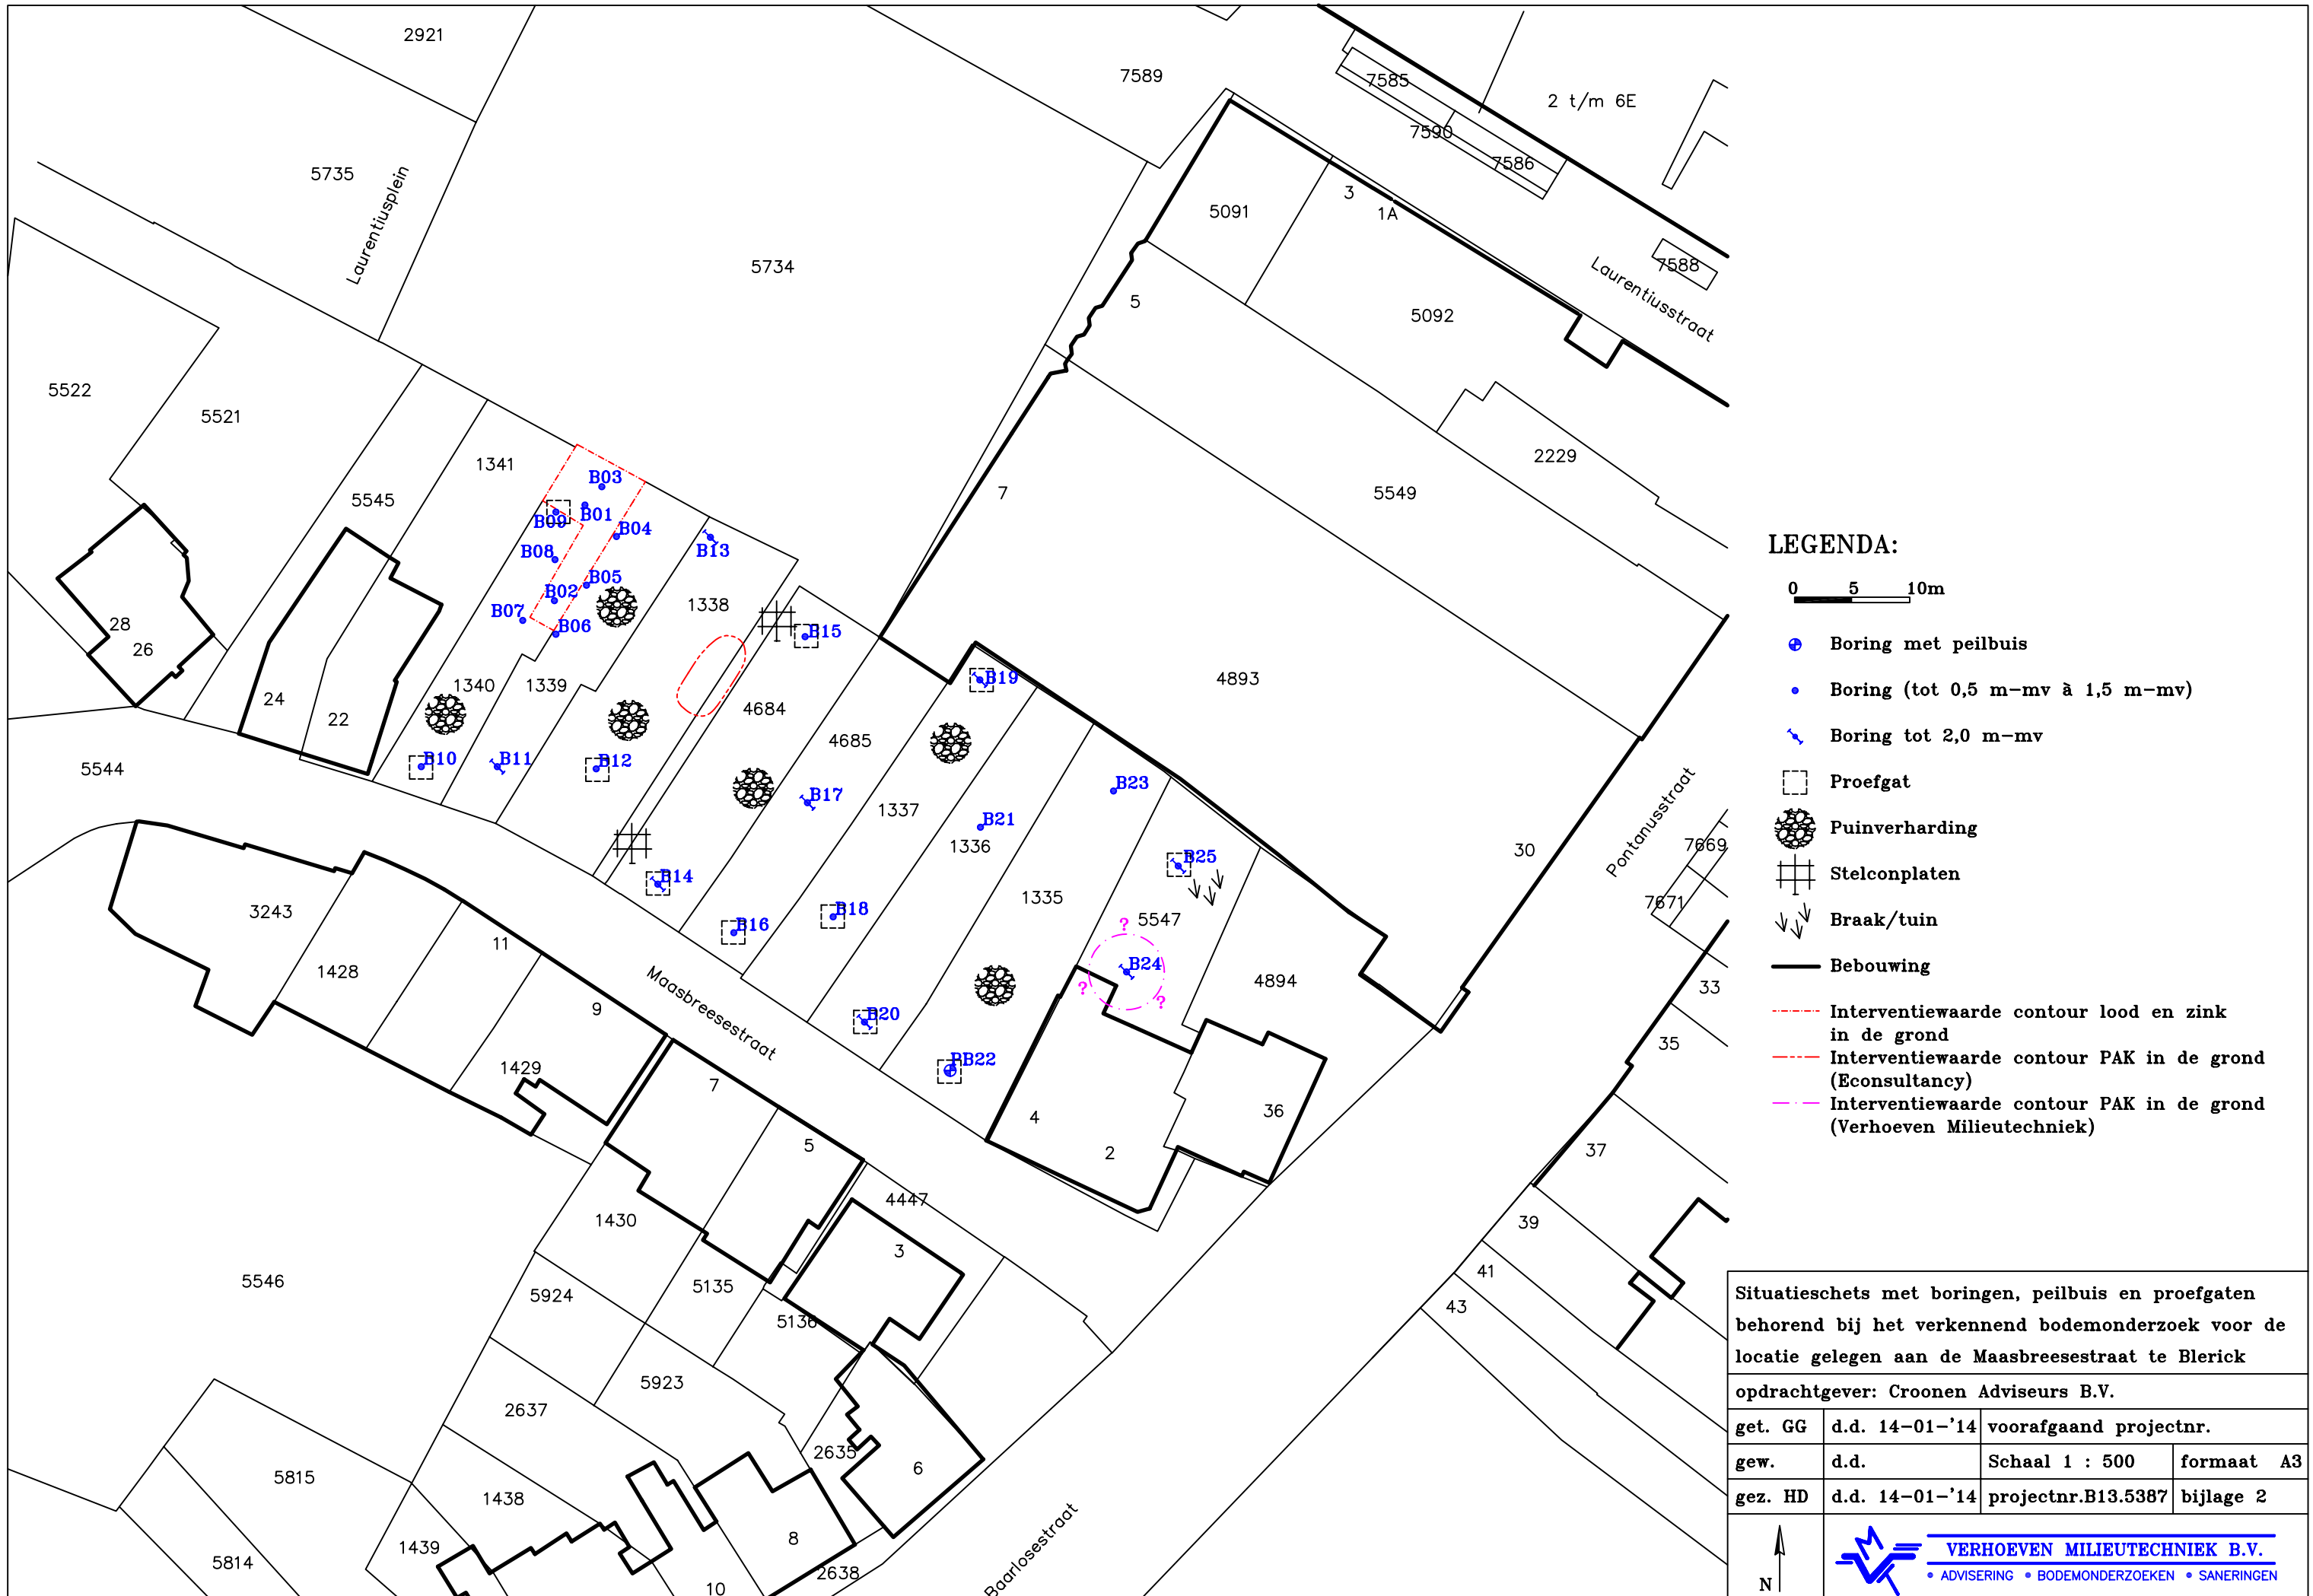 2921
7589
7585
2 t/m 6E
7590
7586
5735
Laurentiusplein
3
1A
5091
5734
7588
Laurentiusstraat
5
5092
5522
5521
2229
1341
5545
7
5549
B03
B09
B01
B04
B08
B13
B05
B02
B07
B06
1338
B15
28
26
1340
1339
24
22
4684
B19
4893
4685
5544
B10
B11
B12
B17
1337
B23
B21
1336
30
Pontanusstraat
7669
7671
B25
B14
1335
5547
B18
B16
?
B24
?
?
4894
3243
11
1428
9
Maasbreesestraat
33
35
B20
PB22
1429
7
4
36
2
5
37
4447
39
1430
3
41
5546
5924
5135
5136
43
5923
2637
2635
6
5815
1438
8
1439
5814
2638
10
Baarlosestraat
LEGENDA:
0 5 10m
Boring met peilbuis
Boring (tot 0,5 m-mv à 1,5 m-mv)
Boring tot 2,0 m-mv
Proefgat
Puinverharding
Stelconplaten
Braak/tuin
Bebouwing
Interventiewaarde contour lood en zink
in de grond
Interventiewaarde contour PAK in de grond
(Econsultancy)
Interventiewaarde contour PAK in de grond
(Verhoeven Milieutechniek)
Situatieschets met boringen, peilbuis en proefgaten
behorend bij het verkennend bodemonderzoek voor de
locatie gelegen aan de Maasbreesestraat te Blerick
opdrachtgever: Croonen Adviseurs B.V.
get. GG d.d. 14-01-'14 voorafgaand projectnr.
gew. d.d. Schaal 1 : 500 formaat A3
gez. HD d.d. 14-01-'14 projectnr.B13.5387 bijlage 2
N
VERHOEVEN MILIEUTECHNIEK B.V.
• ADVISERING • BODEMONDERZOEKEN • SANERINGEN